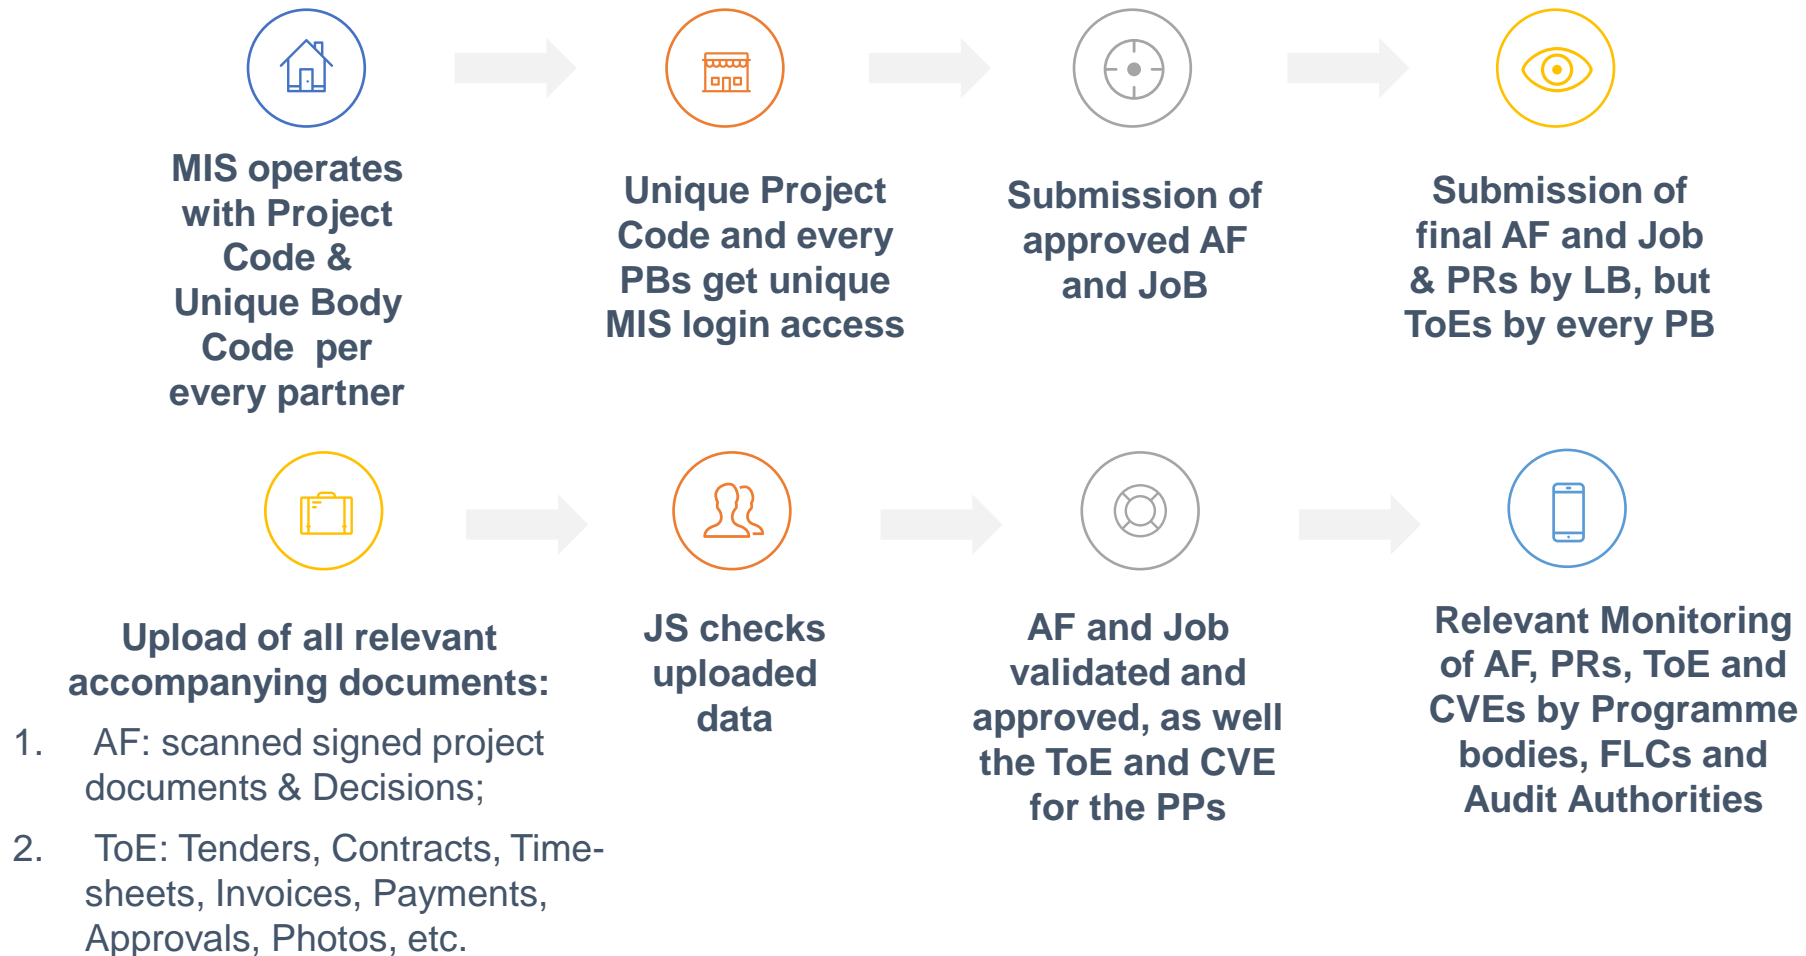 MIS operates
with Project
Code &
Unique Body
Code per
every partner
Unique Project
Code and every
PBs get unique
MIS login access
Submission of
approved AF
and JoB
Submission of
final AF and Job
& PRs by LB, but
ToEs by every PB
Upload of all relevant
accompanying documents:
1. AF: scanned signed project
documents & Decisions;
2. ToE: Tenders, Contracts, Time-
sheets, Invoices, Payments,
Approvals, Photos, etc.
JS checks
uploaded
data
AF and Job
validated and
approved, as well
the ToE and CVE
for the PPs
Relevant Monitoring
of AF, PRs, ToE and
CVEs by Programme
bodies, FLCs and
Audit Authorities